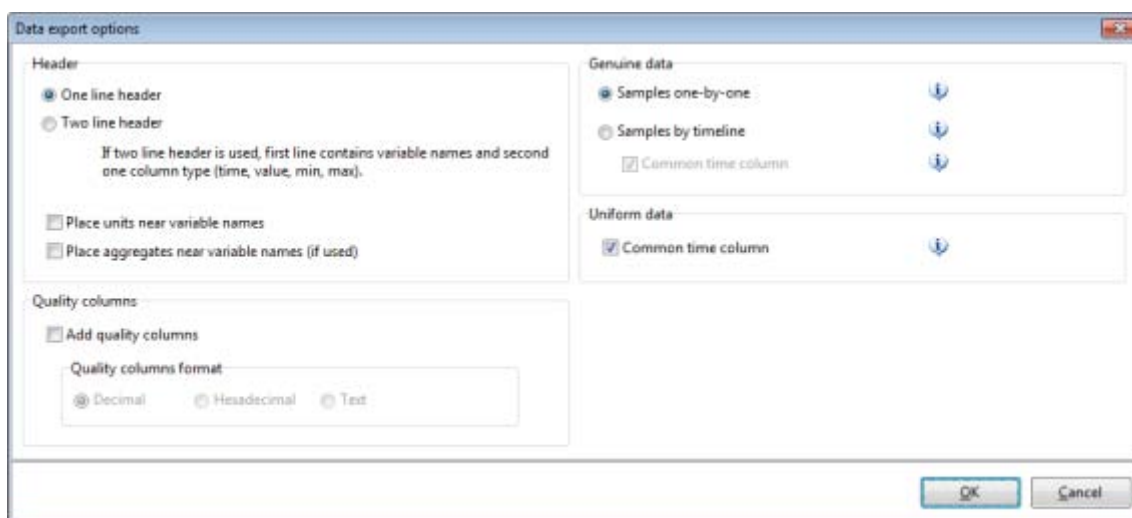 Data export options
Header
One line header
Two line header
If two line header is used, first line contains variable names and second
one column type (time, value, min, max).
Place units near variable names
Place aggregates near variable names (if used)
Quality columns
Add quality columns
Quality columns format
Decimal
Hexadecimal
Text
Genuine data
Samples one-by-one
Samples by timeline
Common time column
Uniform data
Common time column
OK
Cancel